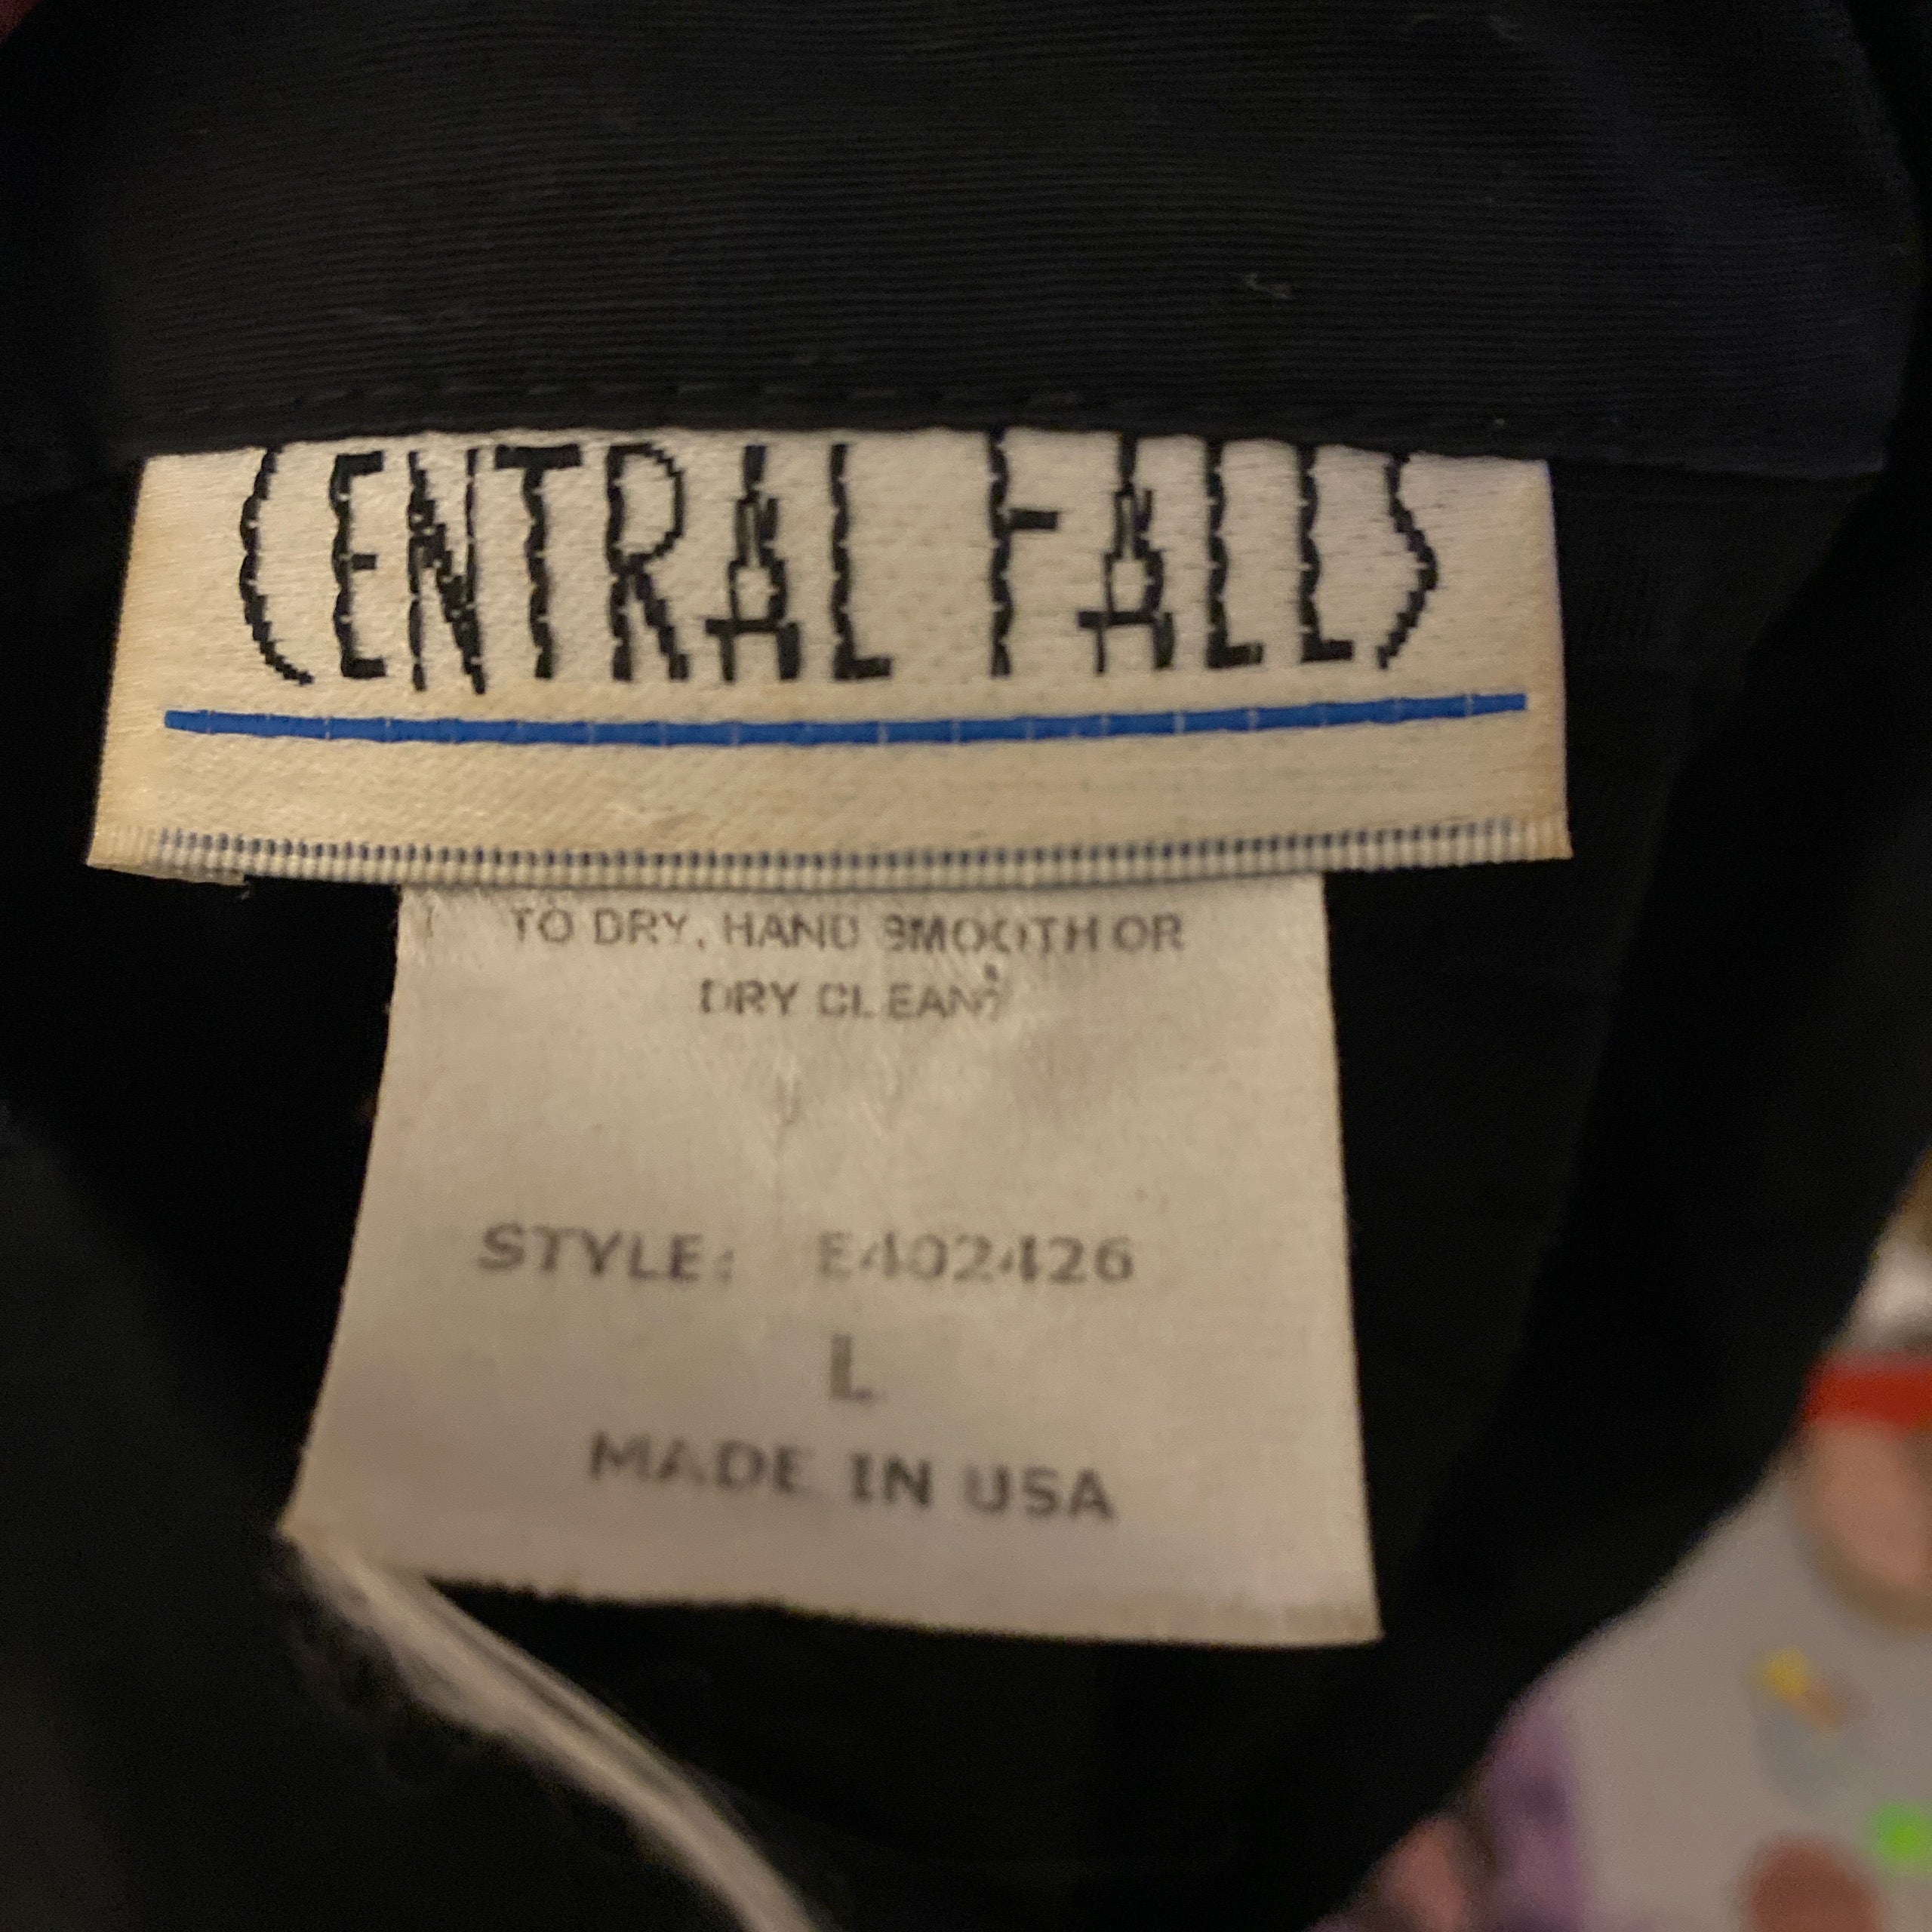 CENTRAL FALLS
TO DRY, HAND SMOOTH OR
DRY CLEAN
STYLE: E402426
L
MADE IN USA